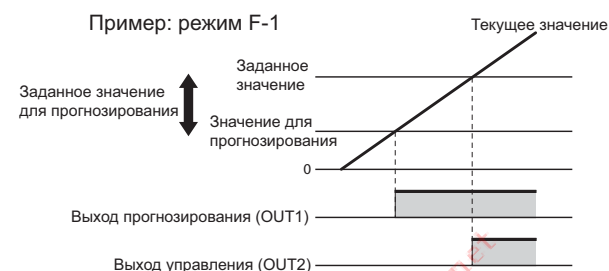 Пример: режим F-1
Текущее значение
Заданное
значение
Заданное значение
для прогнозирования
Значение для
прогнозирования
0
Выход прогнозирования (OUT1)
Выход управления (OUT2)